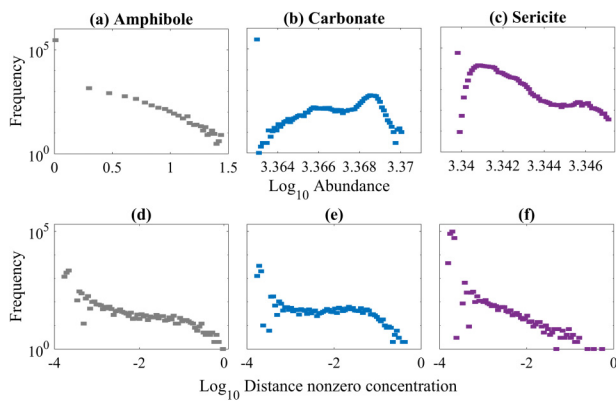 (a) Amphibole (b) Carbonate (c) Sericite
Frequency
10^5
10^0
0 0.5 1 1.5
3.364 3.366 3.368 3.37
3.34 3.342 3.344 3.346
Log10 Abundance
(d) (e) (f)
Frequency
10^5
10^0
-4 -2 0
-4 -2 0
-4 -2 0
Log10 Distance nonzero concentration